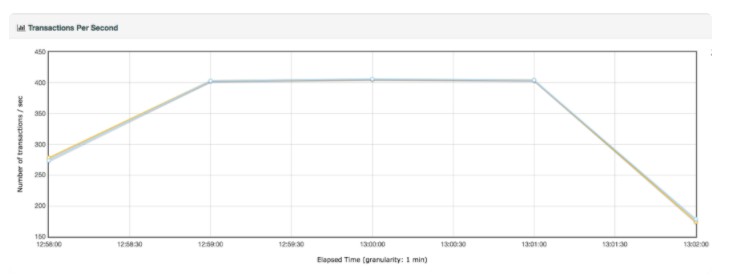 Transactions Per Second
450
400
350
300
250
200
150
Number of transactions / sec
12:58:00 12:58:30 12:59:00 12:59:30 13:00:00 13:00:30 13:01:00 13:01:30 13:02:00
Elapsed Time (granularity: 1 min)